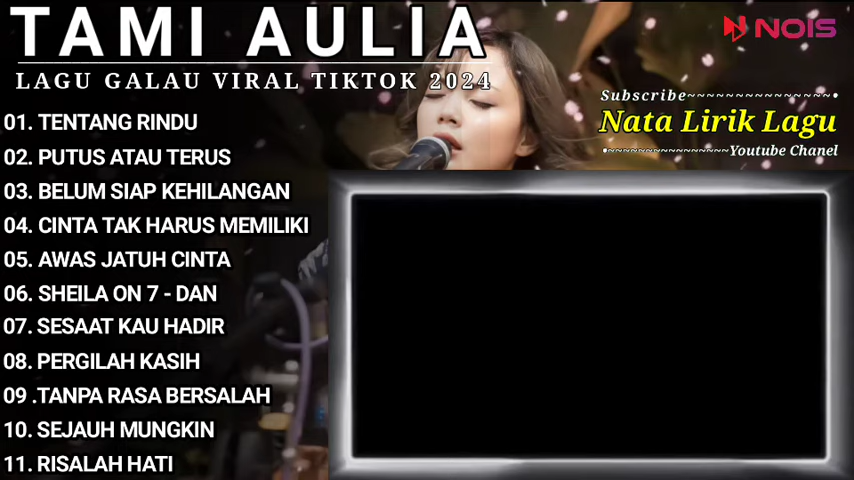 TAMI AULIA
LAGU GALAU VIRAL TIKTOK 2024
NOIS
Subscribe~~~~~~~~~~~~~~~•
Nata Lirik Lagu
•~~~~~~~~~~~~~~~~Youtube Chanel
01. TENTANG RINDU
02. PUTUS ATAU TERUS
03. BELUM SIAP KEHILANGAN
04. CINTA TAK HARUS MEMILIKI
05. AWAS JATUH CINTA
06. SHEILA ON 7 - DAN
07. SESAAT KAU HADIR
08. PERGILAH KASIH
09 .TANPA RASA BERSALAH
10. SEJAUH MUNGKIN
11. RISALAH HATI